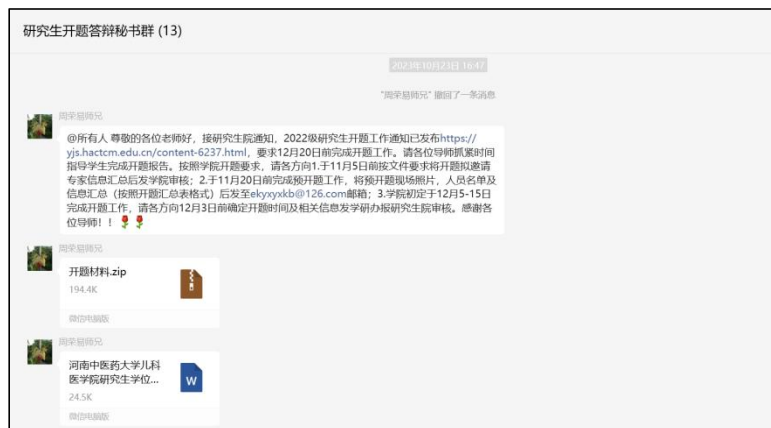 研究生开题答辩秘书群 (13)
2023年10月23日 16:47
"周荣易师兄" 撤回了一条消息
周荣易师兄
@所有人 尊敬的各位老师好，接研究生院通知，2022级研究生开题工作通知已发布https://
yjs.hactcm.edu.cn/content-6237.html，要求12月20日前完成开题工作。请各位导师抓紧时间
指导学生完成开题报告。按照学院开题要求，请各方向1.于11月5日前按文件要求将开题拟邀请
专家信息汇总后发学院审核；2.于11月20日前完成预开题工作，将预开题现场照片，人员名单及
信息汇总（按照开题汇总表格式）后发至ekyxyxkb@126.com邮箱；3.学院初定于12月5-15日
完成开题工作，请各方向12月3日前确定开题时间及相关信息发学研办报研究生院审核。感谢各
位导师！！
周荣易师兄
开题材料.zip
194.4K
微信电脑版
周荣易师兄
河南中医药大学儿科
医学院研究生学位...
W
24.5K
微信电脑版